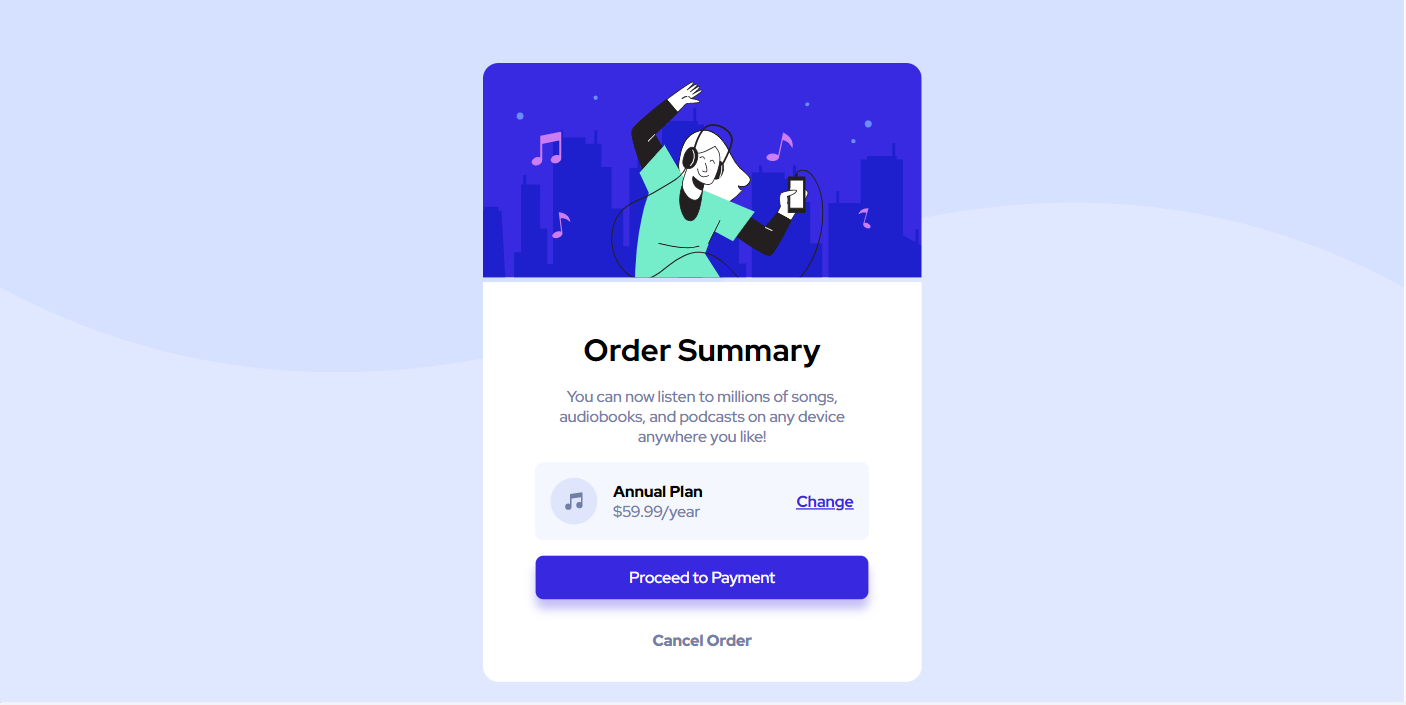 Order Summary
You can now listen to millions of songs,
audiobooks, and podcasts on any device
anywhere you like!
Annual Plan
$59.99/year
Change
Proceed to Payment
Cancel Order